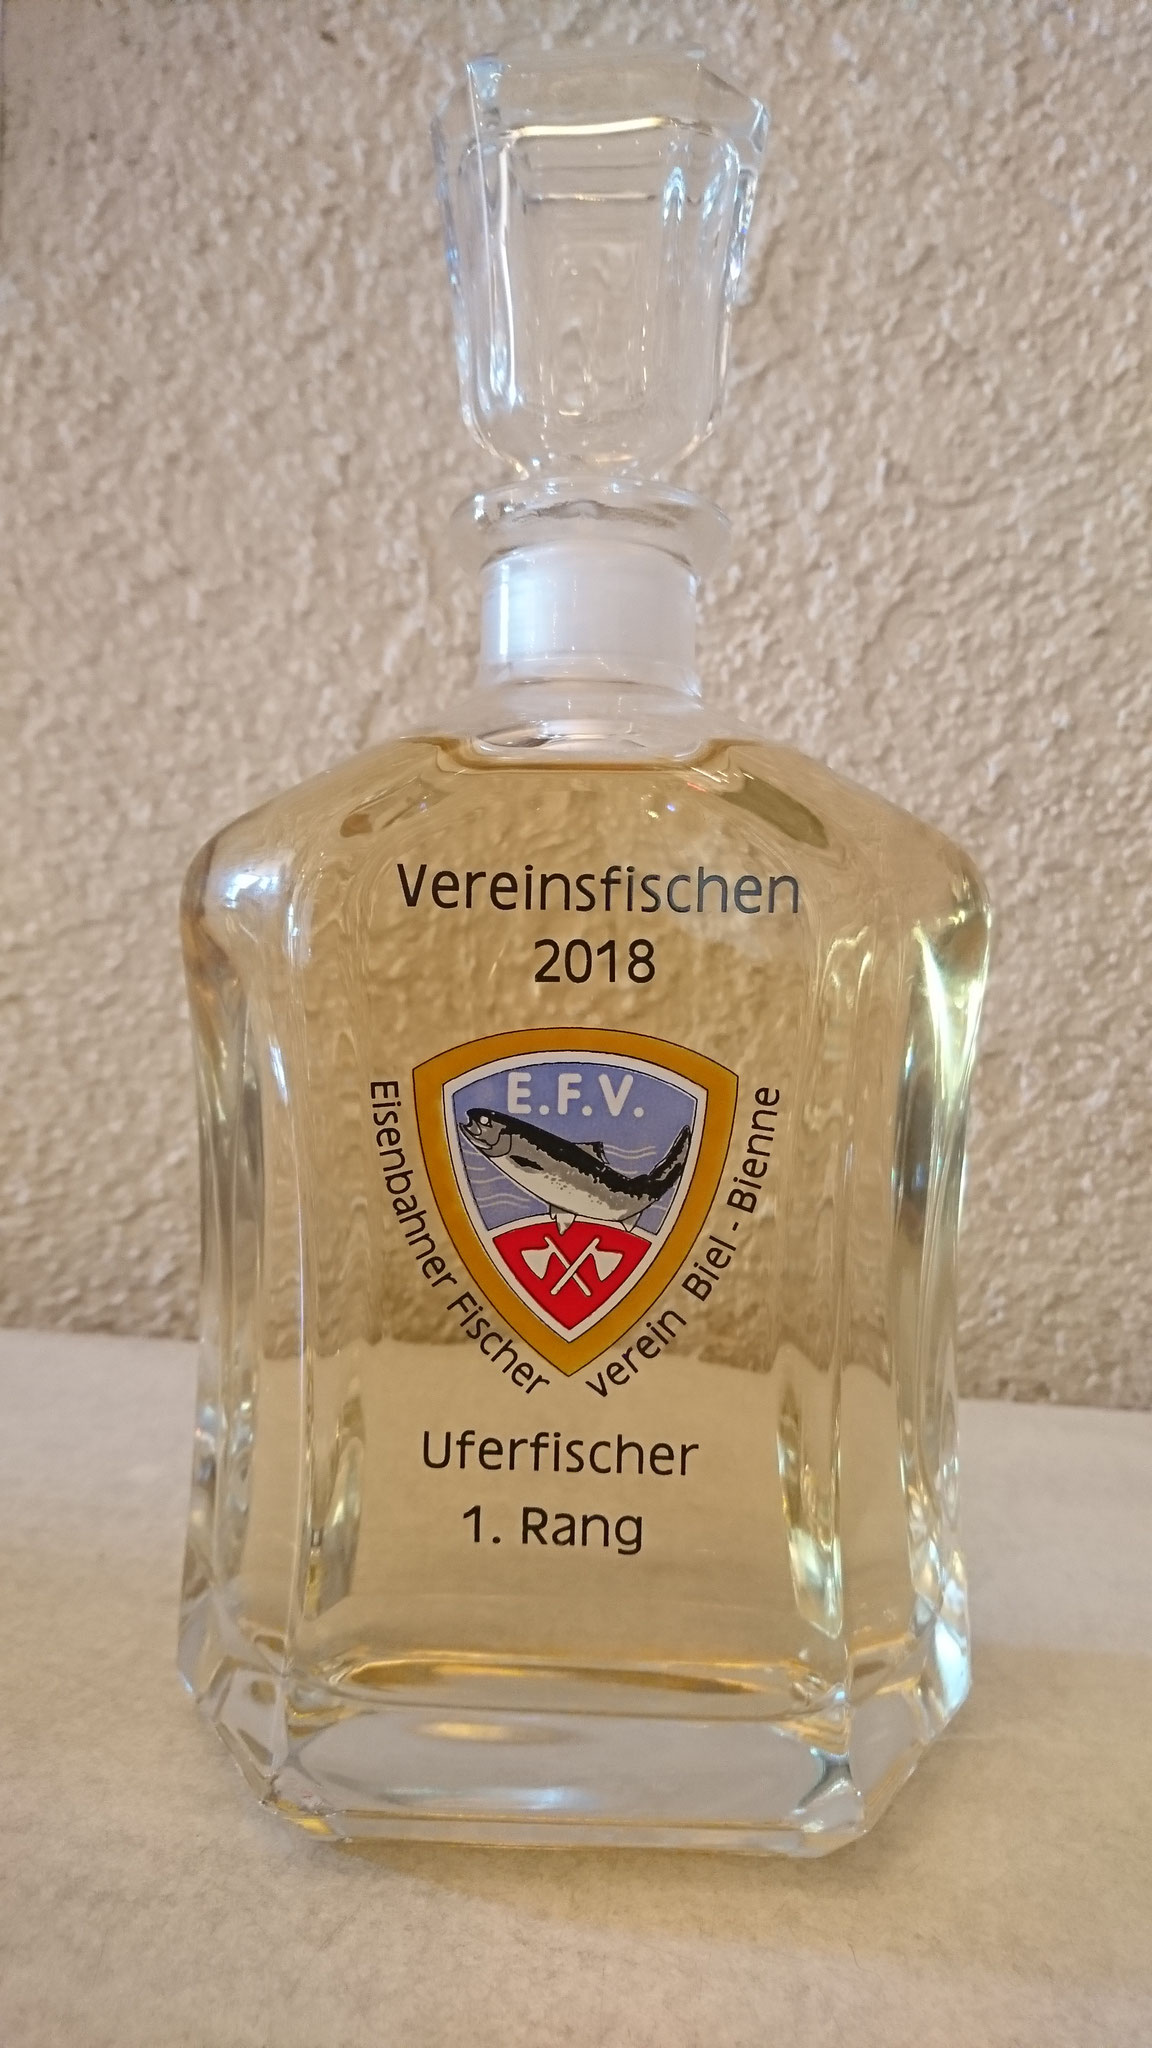 Vereinsfischen
2018
E.F.V.
Eisenbahner Fischer
verein Biel - Bienne
Uferfischer
1. Rang